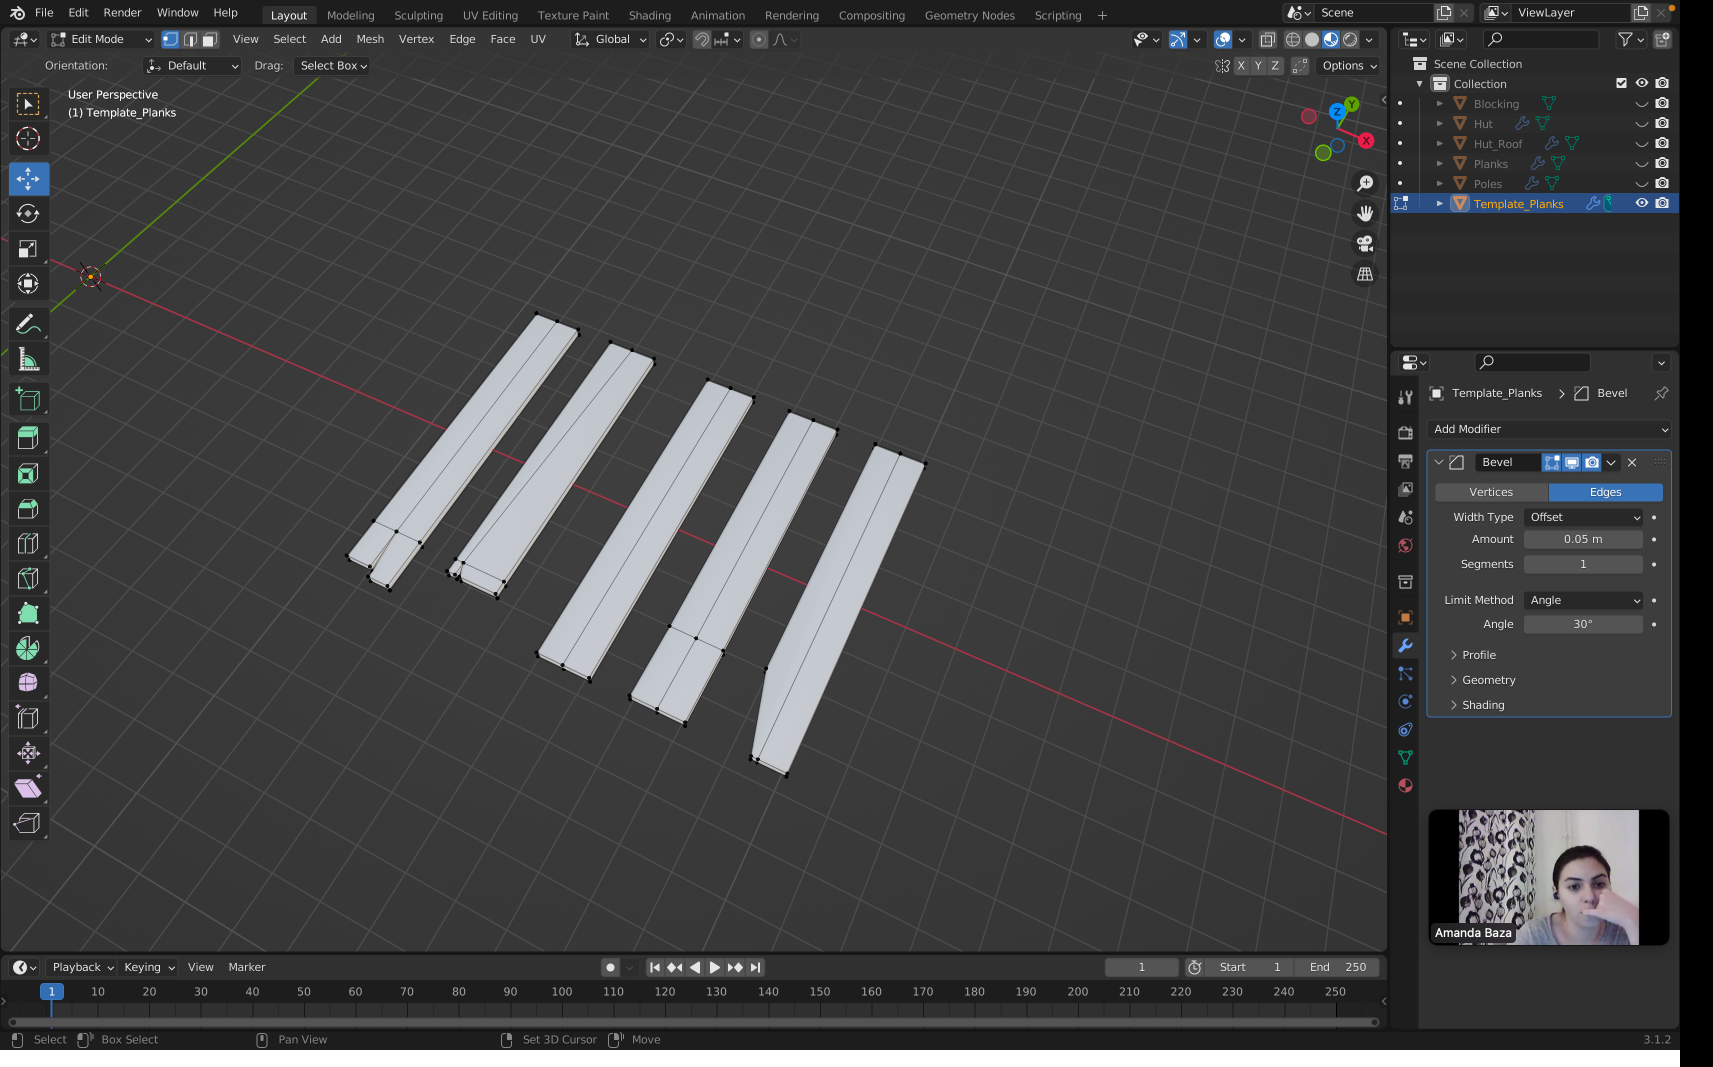 File Edit Render Window Help Layout Modeling Sculpting UV Editing Texture Paint Shading Animation Rendering Compositing Geometry Nodes Scripting + Scene ViewLayer
Edit Mode View Select Add Mesh Vertex Edge Face UV Global
Orientation: Default Drag: Select Box X Y Z Options
User Perspective
(1) Template_Planks
Z Y X
Scene Collection
Collection
Blocking
Hut
Hut_Roof
Planks
Poles
Template_Planks
Template_Planks > Bevel
Add Modifier
Bevel
Vertices Edges
Width Type Offset
Amount 0.05 m
Segments 1
Limit Method Angle
Angle 30°
Profile
Geometry
Shading
Amanda Baza
Playback Keying View Marker 1 Start 1 End 250
1 10 20 30 40 50 60 70 80 90 100 110 120 130 140 150 160 170 180 190 200 210 220 230 240 250
Select Box Select Pan View Set 3D Cursor Move 3.1.2